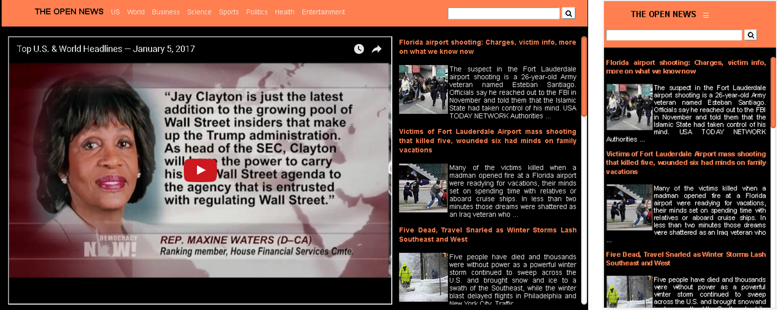 THE OPEN NEWS US World Business Science Sports Politics Health Entertainment
Top U.S. & World Headlines — January 5, 2017
“Jay Clayton is just the latest
addition to the growing pool of
Wall Street insiders that make
up the Trump administration.
As head of the SEC, Clayton
will have the power to carry
his Wall Street agenda to
the agency that is entrusted
with regulating Wall Street.”
DEMOCRACY
NOW!
REP. MAXINE WATERS (D–CA)
Ranking member, House Financial Services Cmte.
Florida airport shooting: Charges, victim info, more
on what we know now
The suspect in the Fort Lauderdale
airport shooting is a 26-year-old Army
veteran named Esteban Santiago.
Officials say he reached out to the FBI in
November and told them that the Islamic
State had taken control of his mind. USA
TODAY NETWORK Authorities ...
Victims of Fort Lauderdale Airport mass shooting
that killed five, wounded six had minds on family
vacations
Many of the victims killed when a
madman opened fire at a Florida airport
were readying for vacations, their minds
set on spending time with relatives or
aboard cruise ships. In less than two
minutes those dreams were shattered as
an Iraq veteran who ...
Five Dead, Travel Snarled as Winter Storms Lash
Southeast and West
Five people have died and thousands
were without power as a powerful winter
storm continued to sweep across the
U.S. and brought snow and ice to a
swath of the Southeast, while the winter
blast delayed flights in Philadelphia and
New York City. Traffic
THE OPEN NEWS
Florida airport shooting: Charges, victim info,
more on what we know now
The suspect in the Fort Lauderdale
airport shooting is a 26-year-old Army
veteran named Esteban Santiago.
Officials say he reached out to the FBI
in November and told them that the
Islamic State had taken control of his
mind. USA TODAY NETWORK
Authorities ...
Victims of Fort Lauderdale Airport mass shooting
that killed five, wounded six had minds on family
vacations
Many of the victims killed when a
madman opened fire at a Florida airport
were readying for vacations, their minds
set on spending time with relatives or
aboard cruise ships. In less than two
minutes those dreams were
shattered as an Iraq veteran who
...
Five Dead, Travel Snarled as Winter Storms Lash
Southeast and West
Five people have died and thousands
were without power as a powerful
winter storm continued to sweep
across the U.S. and brought snow and
ice to a swath of the Southeast, while